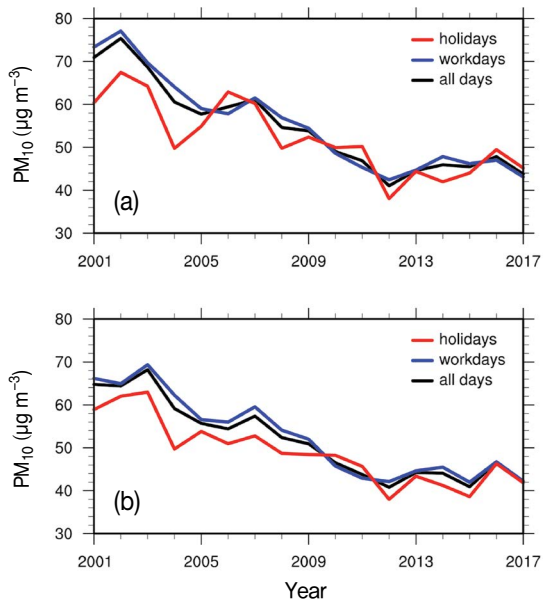 80
70
60
50
40
30
PM₁₀ (µg m⁻³)
holidays
workdays
all days
(a)
2001 2005 2009 2013 2017
80
70
60
50
40
30
PM₁₀ (µg m⁻³)
holidays
workdays
all days
(b)
2001 2005 2009 2013 2017
Year